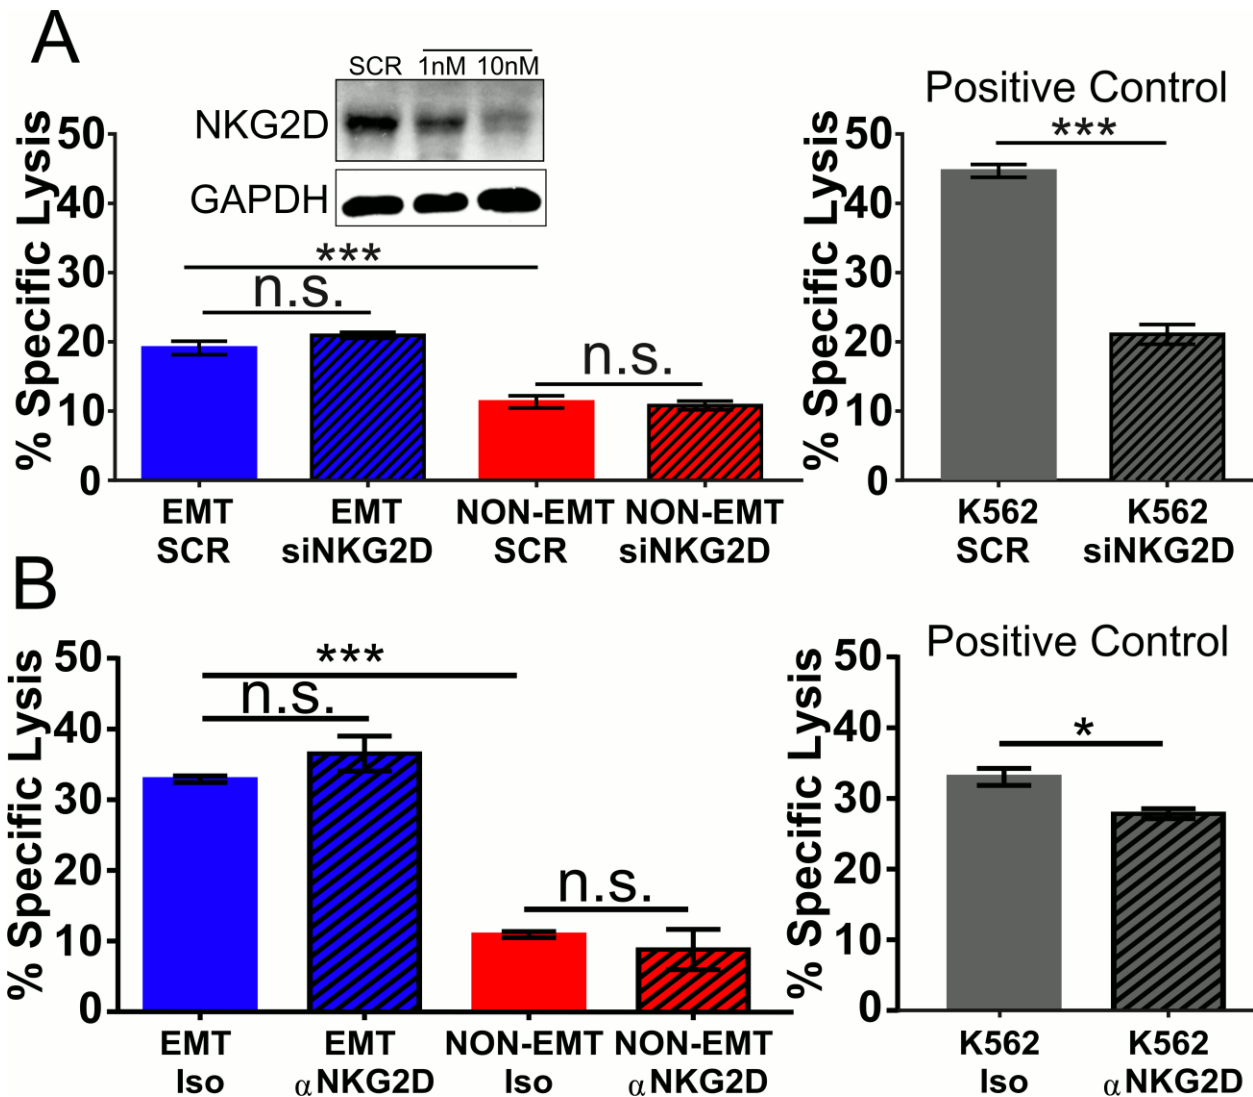 A
SCR 1nM 10nM
NKG2D
GAPDH
% Specific Lysis
50
40
30
20
10
0
***
n.s.
n.s.
EMT SCR
EMT siNKG2D
NON-EMT SCR
NON-EMT siNKG2D
Positive Control
% Specific Lysis
50
40
30
20
10
0
***
K562 SCR
K562 siNKG2D
B
% Specific Lysis
50
40
30
20
10
0
***
n.s.
n.s.
EMT Iso
EMT αNKG2D
NON-EMT Iso
NON-EMT αNKG2D
Positive Control
% Specific Lysis
50
40
30
20
10
0
*
K562 Iso
K562 αNKG2D